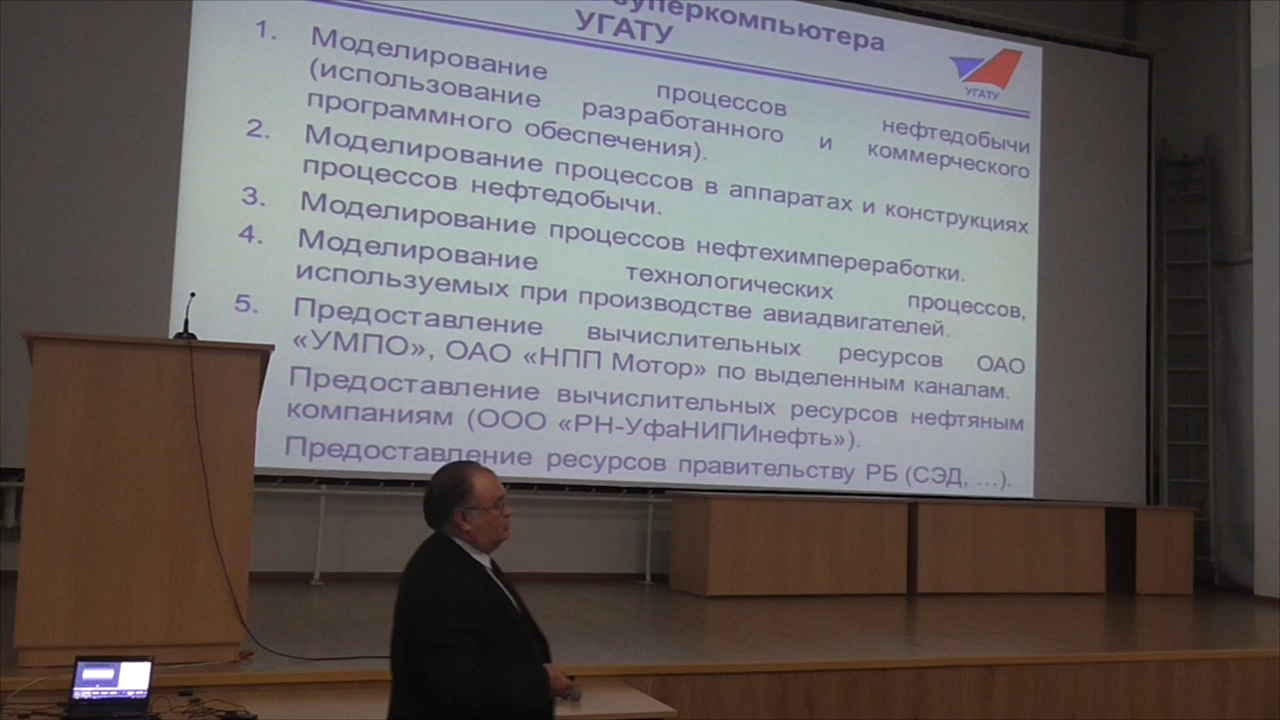 суперкомпьютера
УГАТУ
УГАТУ
1. Моделирование процессов нефтедобычи
(использование разработанного и коммерческого
программного обеспечения).
2. Моделирование процессов в аппаратах и конструкциях
процессов нефтедобычи.
3. Моделирование процессов нефтехимпереработки.
4. Моделирование технологических процессов,
используемых при производстве авиадвигателей.
5. Предоставление вычислительных ресурсов ОАО
«УМПО», ОАО «НПП Мотор» по выделенным каналам.
Предоставление вычислительных ресурсов нефтяным
компаниям (ООО «РН-УфаНИПИнефть»).
Предоставление ресурсов правительству РБ (СЭД, ...).